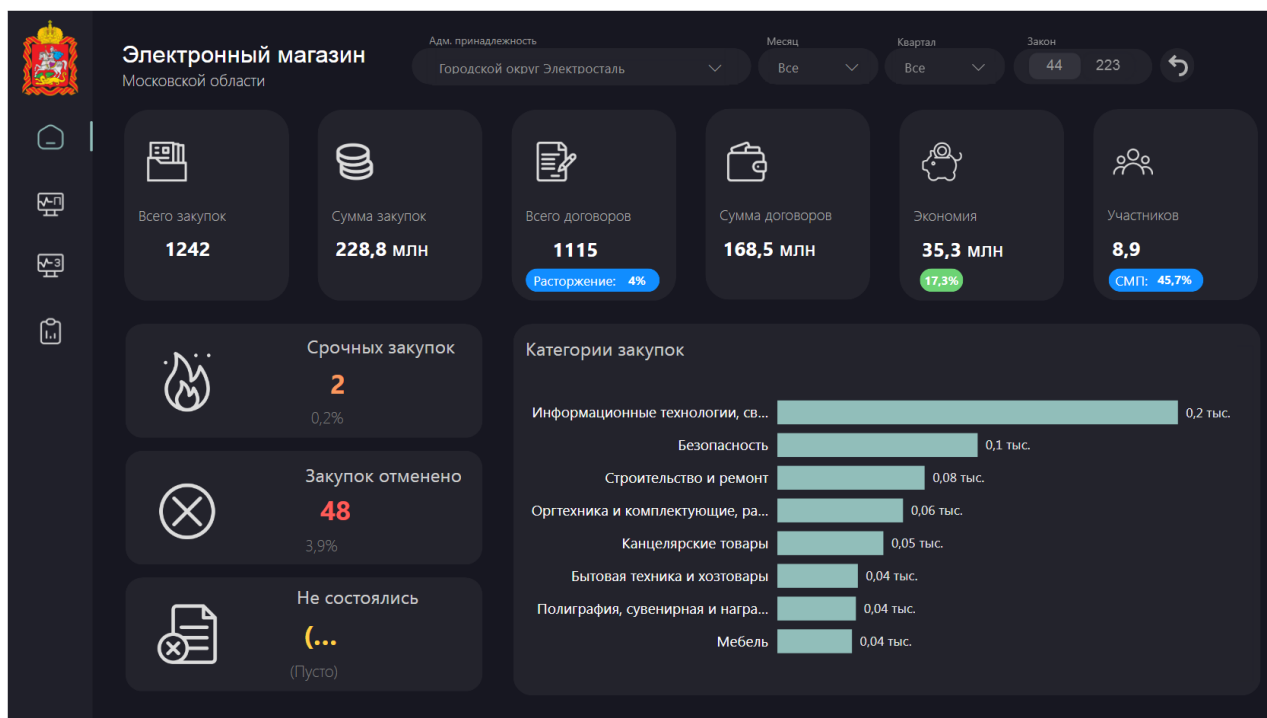 Электронный магазин
Московской области
Адм. принадлежность
Городской округ Электросталь
Месяц
Все
Квартал
Все
Закон
44 223
Всего закупок
1242
Сумма закупок
228,8 млн
Всего договоров
1115
Расторжение: 4%
Сумма договоров
168,5 млн
Экономия
35,3 млн
17,3%
Участников
8,9
СМП: 45,7%
Срочных закупок
2
0,2%
Закупок отменено
48
3,9%
Не состоялись
(...
(Пусто)
Категории закупок
Информационные технологии, св... 0,2 тыс.
Безопасность 0,1 тыс.
Строительство и ремонт 0,08 тыс.
Оргтехника и комплектующие, ра... 0,06 тыс.
Канцелярские товары 0,05 тыс.
Бытовая техника и хозтовары 0,04 тыс.
Полиграфия, сувенирная и награ... 0,04 тыс.
Мебель 0,04 тыс.